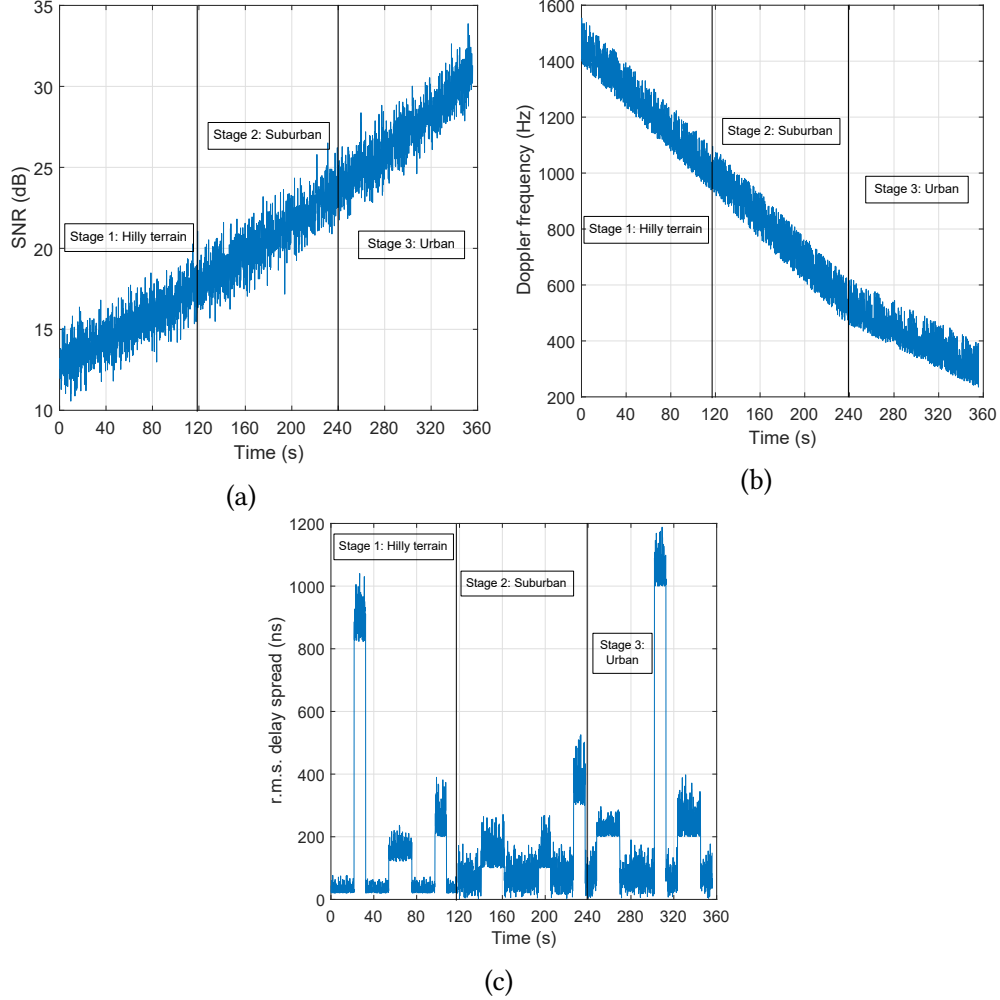 35
30
25
20
15
10
SNR (dB)
Stage 2: Suburban
Stage 1: Hilly terrain
Stage 3: Urban
0 40 80 120 160 200 240 280 320 360
Time (s)
(a)
1600
1400
1200
1000
800
600
400
200
Doppler frequency (Hz)
Stage 2: Suburban
Stage 3: Urban
Stage 1: Hilly terrain
0 40 80 120 160 200 240 280 320 360
Time (s)
(b)
1200
1000
800
600
400
200
0
r.m.s. delay spread (ns)
Stage 1: Hilly terrain
Stage 2: Suburban
Stage 3:
Urban
0 40 80 120 160 200 240 280 320 360
Time (s)
(c)